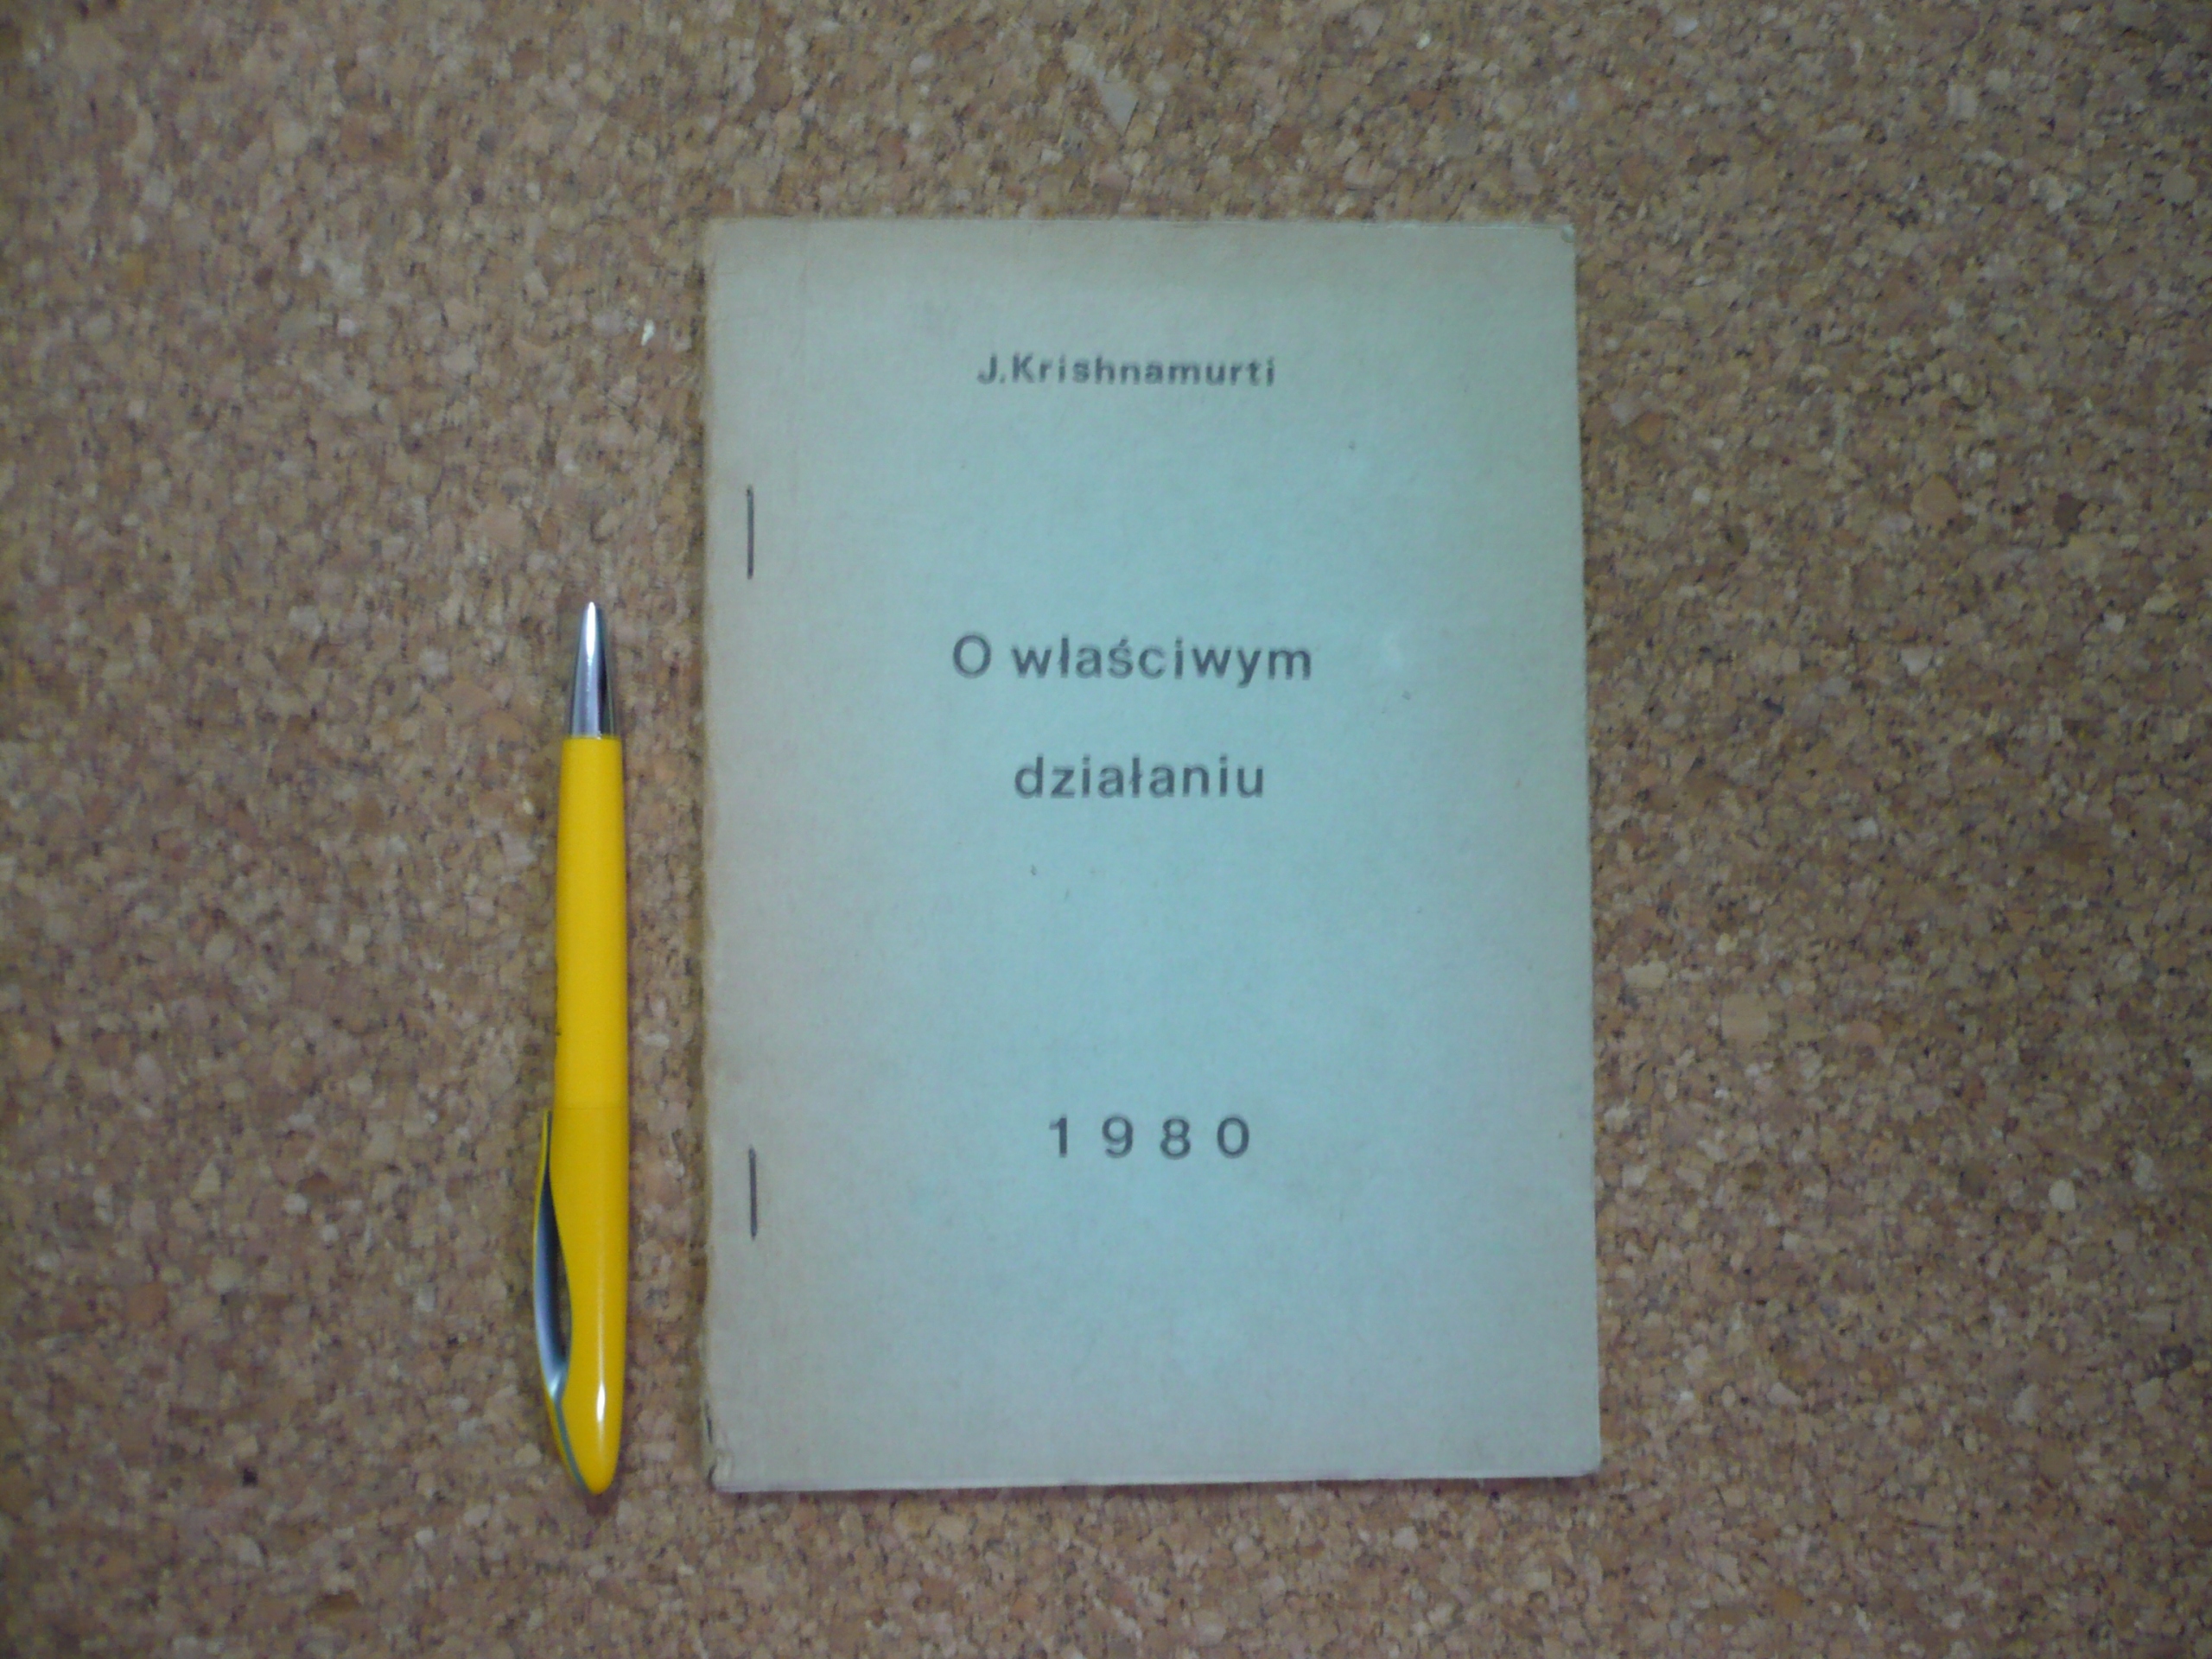 J.Krishnamurti
O właściwym
działaniu
1980